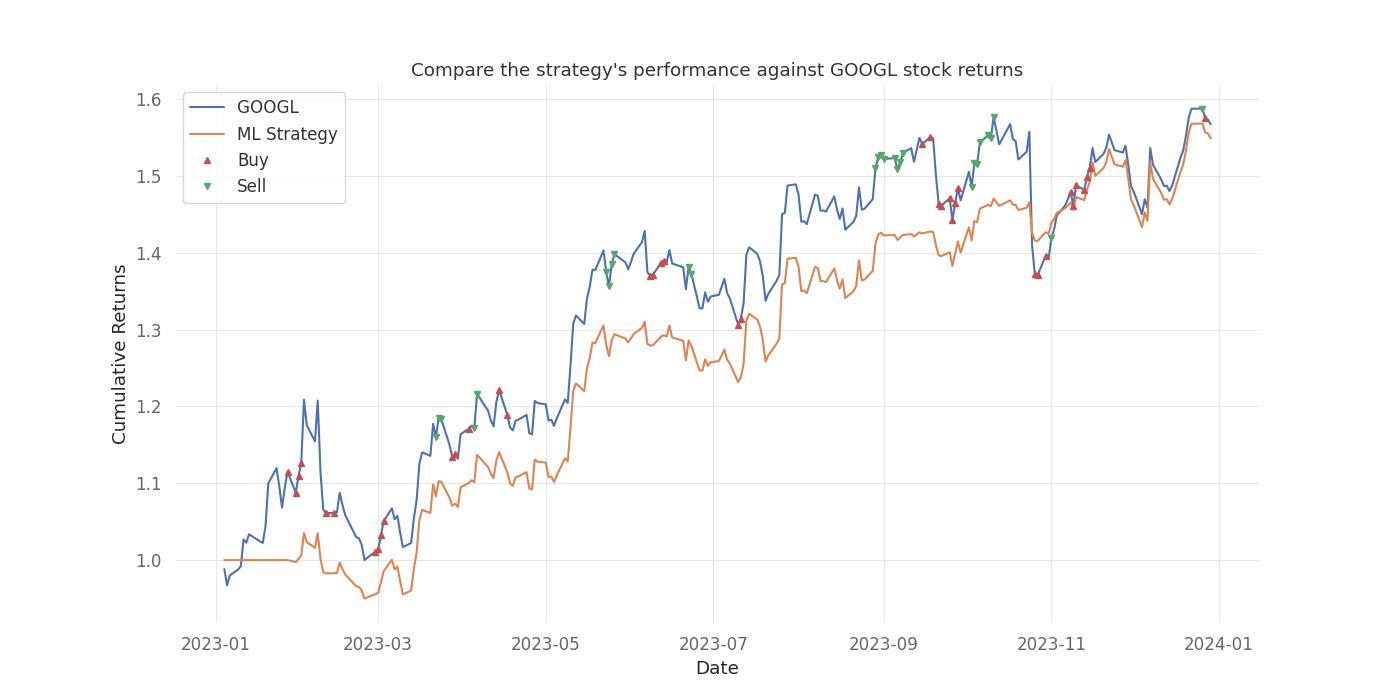 Compare the strategy's performance against GOOGL stock returns
GOOGL
ML Strategy
Buy
Sell
Cumulative Returns
1.6
1.5
1.4
1.3
1.2
1.1
1.0
2023-01
2023-03
2023-05
2023-07
2023-09
2023-11
2024-01
Date